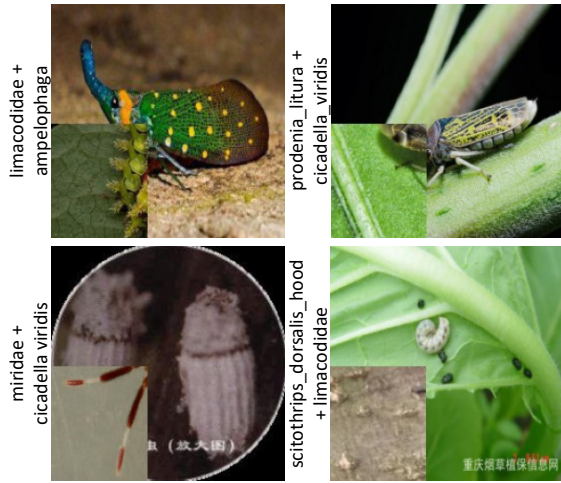 limacodidae +
ampelophaga
prodenia_litura +
cicadella_viridis
miridae +
cicadella viridis
虫（放大图）
scitothrips_dorsalis_hood
+ limacodidae
重庆烟草植保信息网